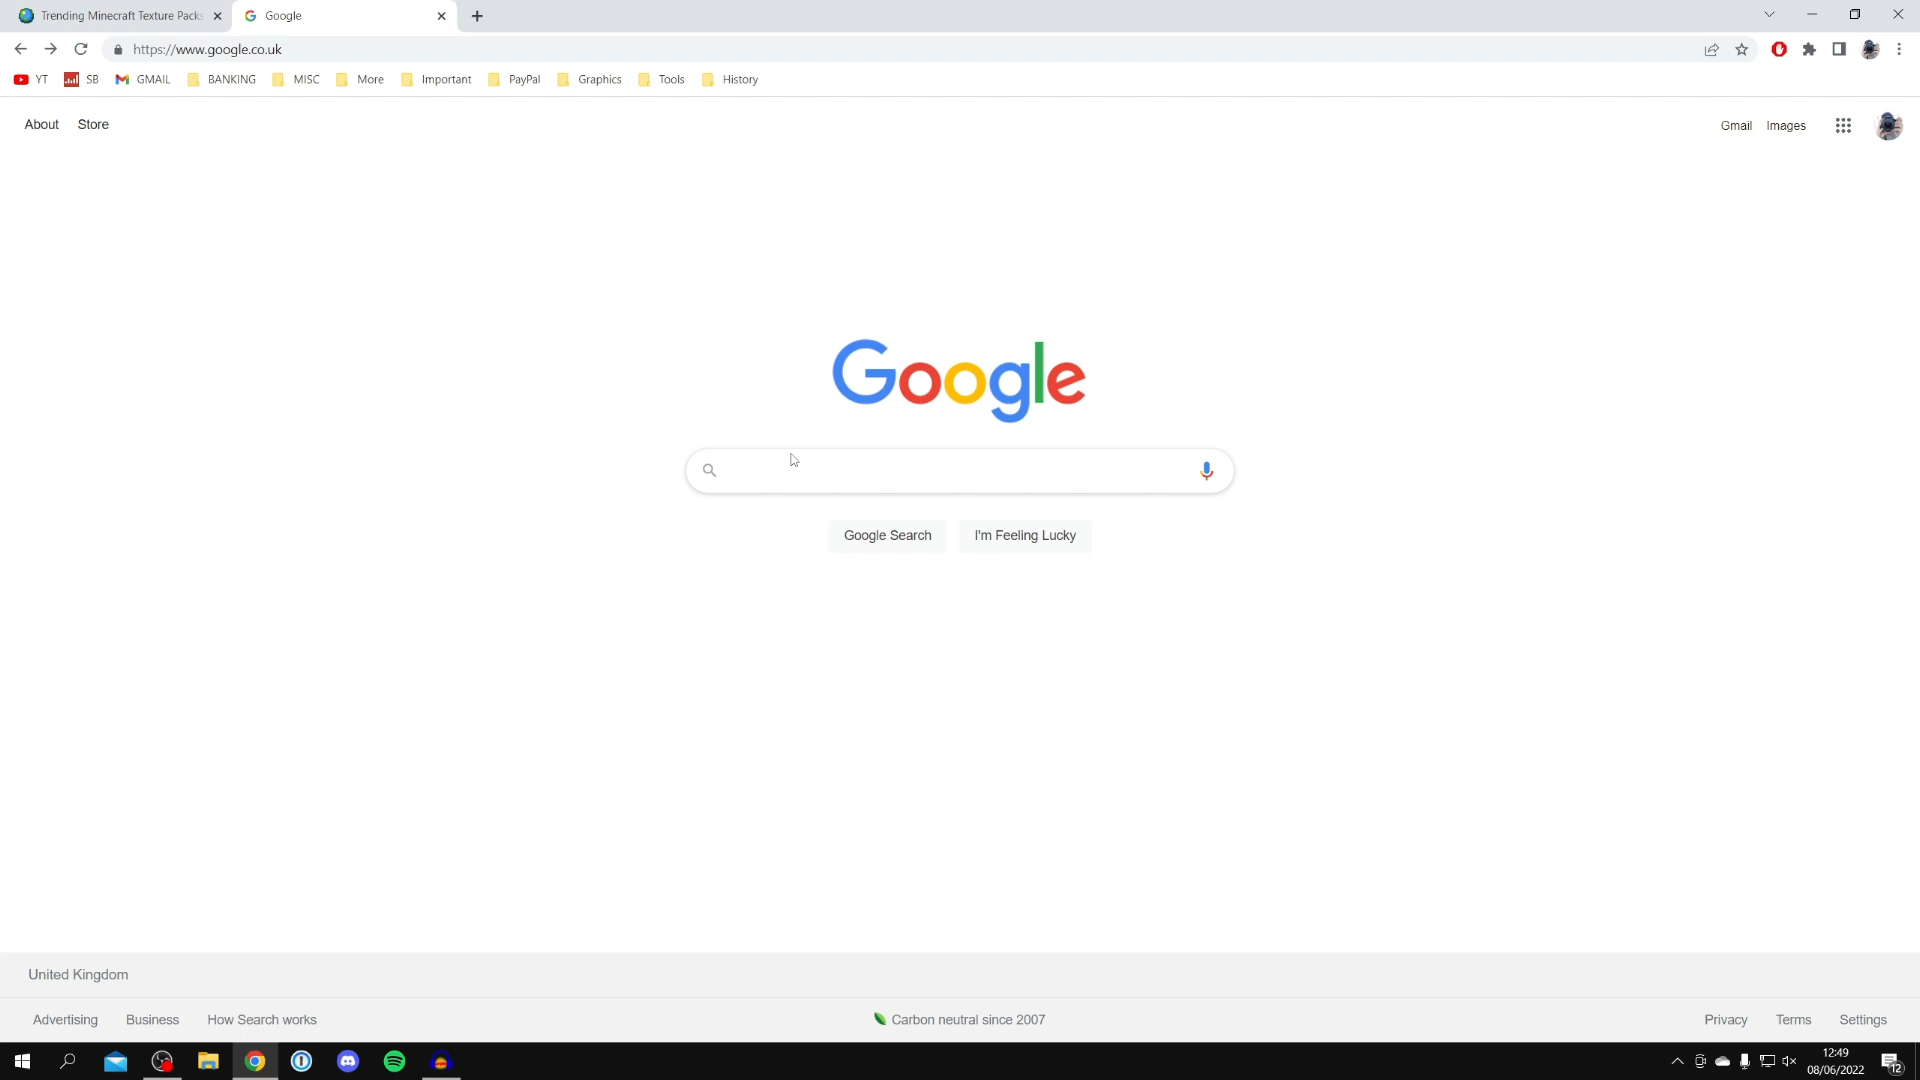 Trending Minecraft Texture Packs
Google
https://www.google.co.uk
YT SB GMAIL BANKING MISC More Important PayPal Graphics Tools History
About Store Gmail Images
Google
Google Search I'm Feeling Lucky
United Kingdom
Advertising Business How Search works Carbon neutral since 2007 Privacy Terms Settings
12:49
08/06/2022
12